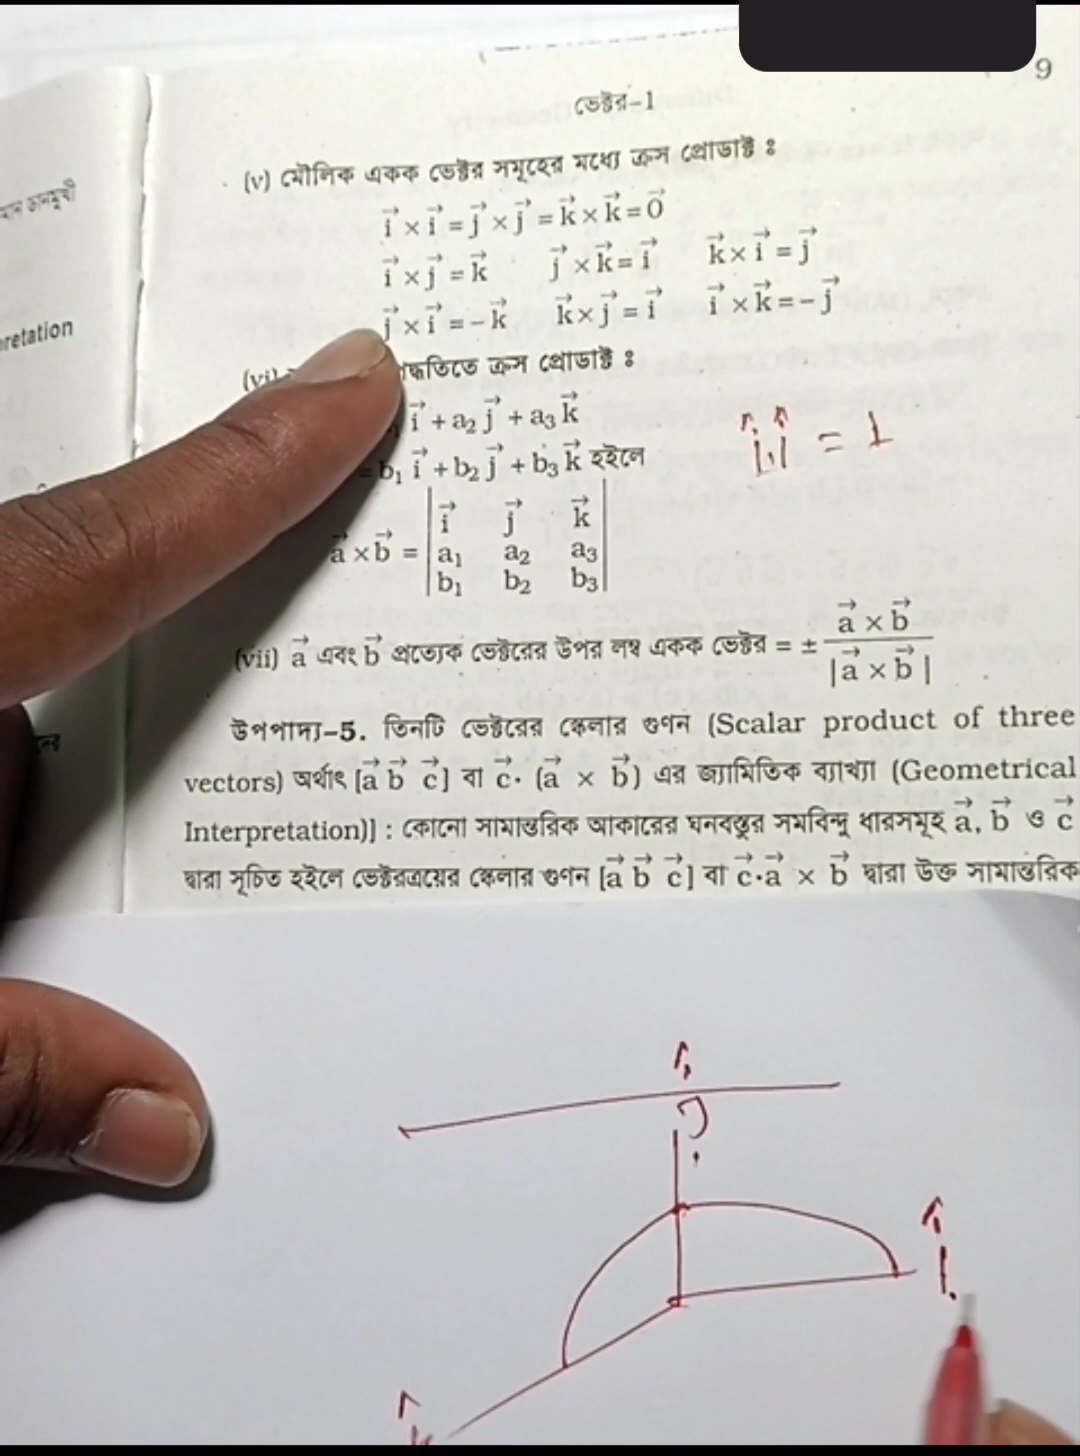 9
ভেক্টর-1
(v) মৌলিক একক ভেক্টর সমূহের মধ্যে ক্রস প্রোডাক্ট ঃ
i⃗ × i⃗ = j⃗ × j⃗ = k⃗ × k⃗ = 0⃗
i⃗ × j⃗ = k⃗ j⃗ × k⃗ = i⃗ k⃗ × i⃗ = j⃗
j⃗ × i⃗ = – k⃗ k⃗ × j⃗ = i⃗ i⃗ × k⃗ = – j⃗
retation
(vi) দ্ধতিতে ক্রস প্রোডাক্ট ঃ
i⃗ + a₂ j⃗ + a₃ k⃗
= b₁ i⃗ + b₂ j⃗ + b₃ k⃗ হইলে
î.î = 1
a⃗ × b⃗ = | i⃗ j⃗ k⃗ |
| a₁ a₂ a₃ |
| b₁ b₂ b₃ |
(vii) a⃗ এবং b⃗ প্রত্যেক ভেক্টরের উপর লম্ব একক ভেক্টর = ± a⃗ × b⃗ / |a⃗ × b⃗|
উপপাদ্য-5. তিনটি ভেক্টরের স্কেলার গুণন (Scalar product of three
vectors) অর্থাৎ [a⃗ b⃗ c⃗] বা c⃗· (a⃗ × b⃗) এর জ্যামিতিক ব্যাখ্যা (Geometrical
Interpretation)] : কোনো সামান্তরিক আকারের ঘনবস্তুর সমবিন্দু ধারসমূহ a⃗, b⃗ ও c⃗
দ্বারা সূচিত হইলে ভেক্টরত্রয়ের স্কেলার গুণন [a⃗ b⃗ c⃗] বা c⃗·a⃗ × b⃗ দ্বারা উক্ত সামান্তরিক
ĵ
î
k̂